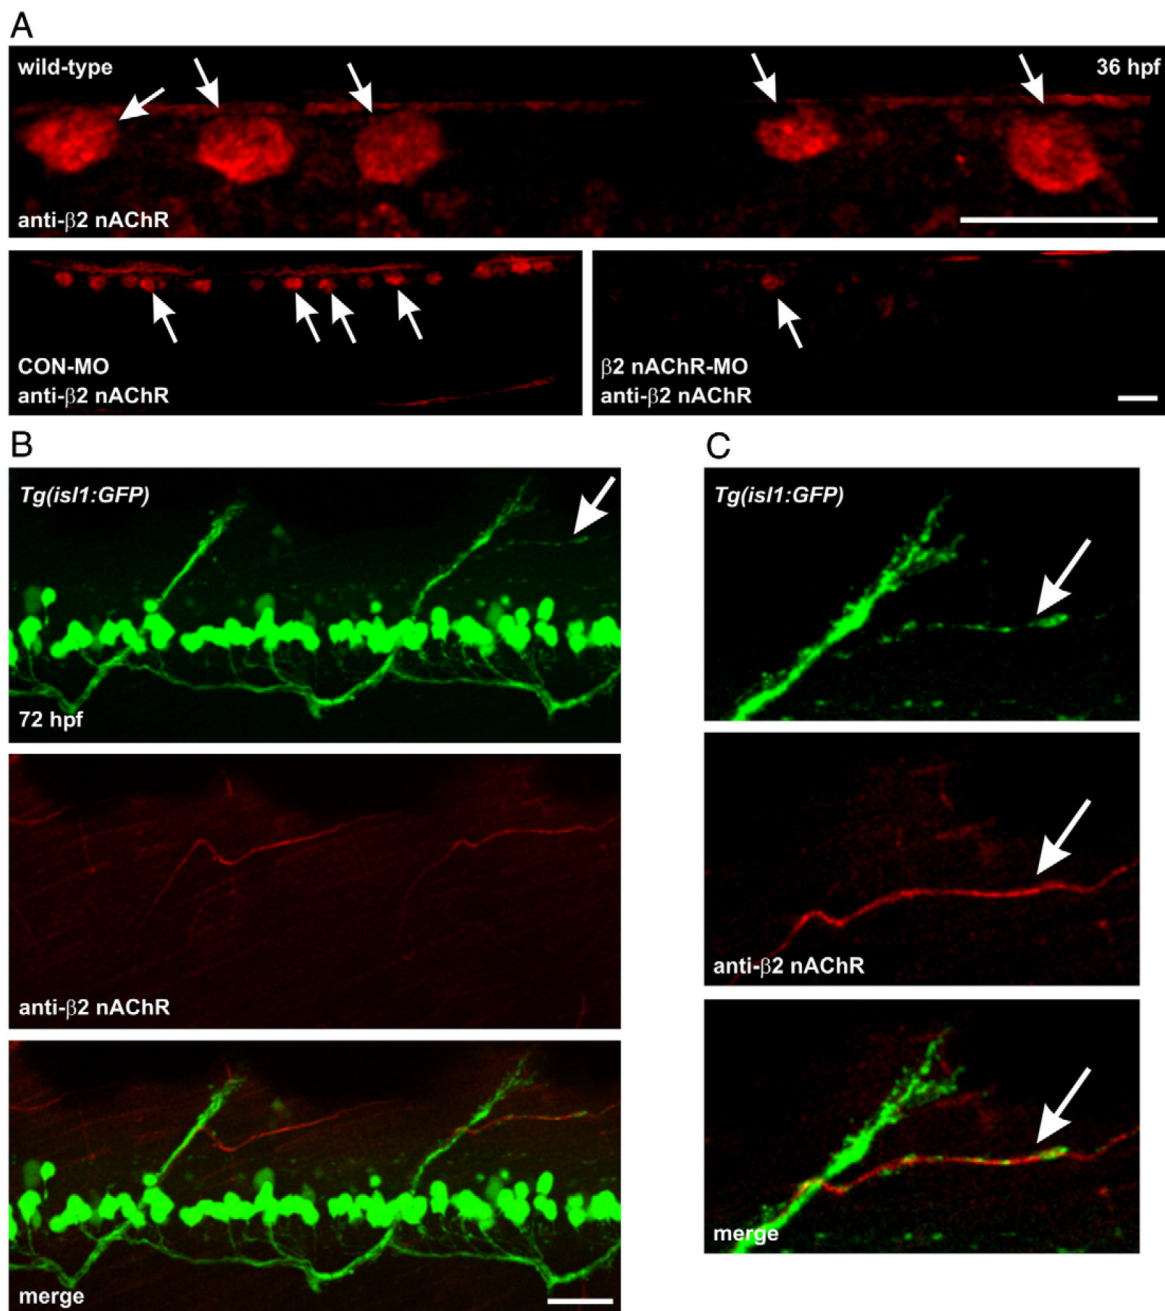 A
wild-type
36 hpf
anti-β2 nAChR
CON-MO
anti-β2 nAChR
β2 nAChR-MO
anti-β2 nAChR
B
Tg(isl1:GFP)
72 hpf
anti-β2 nAChR
merge
C
Tg(isl1:GFP)
anti-β2 nAChR
merge